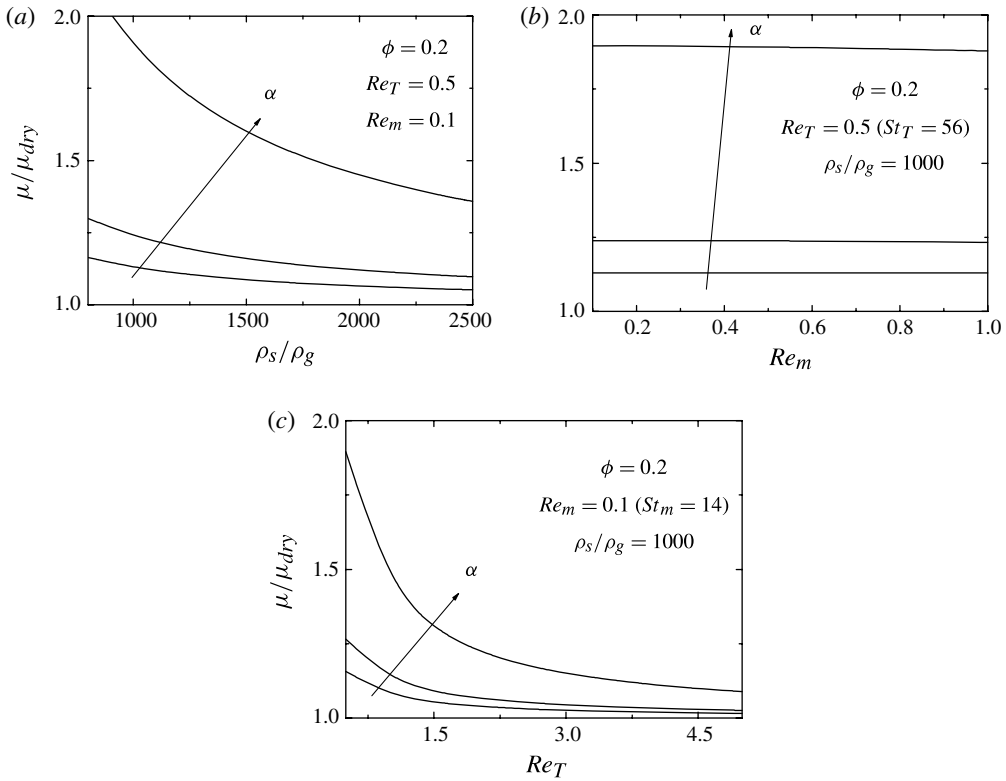 (a)
2.0
1.5
1.0
μ/μ_dry
ϕ = 0.2
Re_T = 0.5
Re_m = 0.1
α
1000 1500 2000 2500
ρ_s/ρ_g
(b)
2.0
1.5
1.0
α
ϕ = 0.2
Re_T = 0.5 (St_T = 56)
ρ_s/ρ_g = 1000
0.2 0.4 0.6 0.8 1.0
Re_m
(c)
2.0
1.5
1.0
μ/μ_dry
ϕ = 0.2
Re_m = 0.1 (St_m = 14)
ρ_s/ρ_g = 1000
α
1.5 3.0 4.5
Re_T